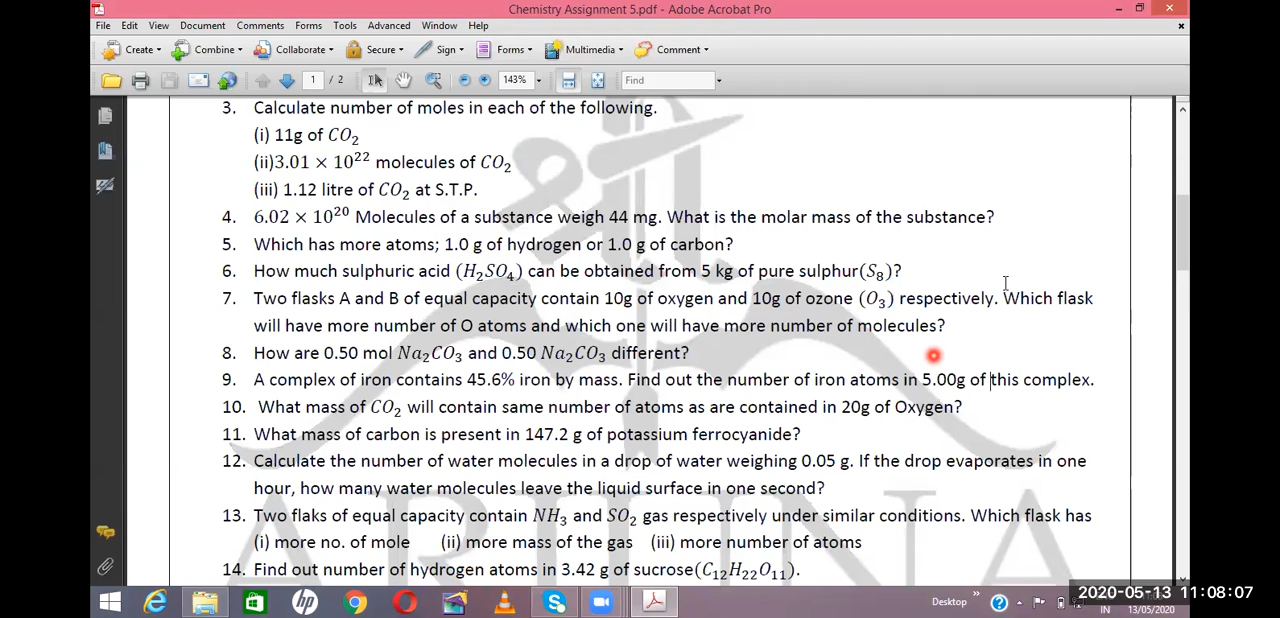 Chemistry Assignment 5.pdf - Adobe Acrobat Pro
File Edit View Document Comments Forms Tools Advanced Window Help
Create Combine Collaborate Secure Sign Forms Multimedia Comment
1 / 2 143% Find
3. Calculate number of moles in each of the following.
(i) 11g of CO₂
(ii)3.01 × 10²² molecules of CO₂
(iii) 1.12 litre of CO₂ at S.T.P.
4. 6.02 × 10²⁰ Molecules of a substance weigh 44 mg. What is the molar mass of the substance?
5. Which has more atoms; 1.0 g of hydrogen or 1.0 g of carbon?
6. How much sulphuric acid (H₂SO₄) can be obtained from 5 kg of pure sulphur(S₈)?
7. Two flasks A and B of equal capacity contain 10g of oxygen and 10g of ozone (O₃) respectively. Which flask
will have more number of O atoms and which one will have more number of molecules?
8. How are 0.50 mol Na₂CO₃ and 0.50 Na₂CO₃ different?
9. A complex of iron contains 45.6% iron by mass. Find out the number of iron atoms in 5.00g of this complex.
10. What mass of CO₂ will contain same number of atoms as are contained in 20g of Oxygen?
11. What mass of carbon is present in 147.2 g of potassium ferrocyanide?
12. Calculate the number of water molecules in a drop of water weighing 0.05 g. If the drop evaporates in one
hour, how many water molecules leave the liquid surface in one second?
13. Two flaks of equal capacity contain NH₃ and SO₂ gas respectively under similar conditions. Which flask has
(i) more no. of mole (ii) more mass of the gas (iii) more number of atoms
14. Find out number of hydrogen atoms in 3.42 g of sucrose(C₁₂H₂₂O₁₁).
श्री
Desktop
IN 13/05/2020
2020-05-13 11:08:07